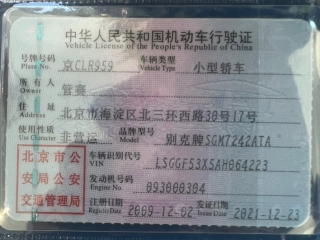 中华人民共和国机动车行驶证
Vehicle License of the People's Republic of China
号牌号码 京CLR959 车辆类型 小型轿车
Plate No. Vehicle Type
所有人 管赛
Owner
住址 北京市海淀区北三环西路30号17号
Address
使用性质 非营运 品牌型号 别克牌SGM7242ATA
Use Character Model
北京市公 车辆识别代号 LSGGF53X5AH064223
VIN
安局公安 发动机号码 093000304
Engine No.
交通管理局 注册日期 2009-12-02 发证日期 2021-12-23
Register Date Issue Date